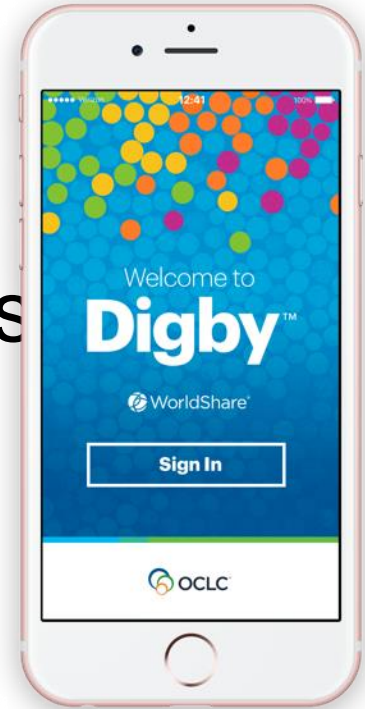 12:41
100%
Welcome to
Digby™
WorldShare®
Sign In
OCLC
S